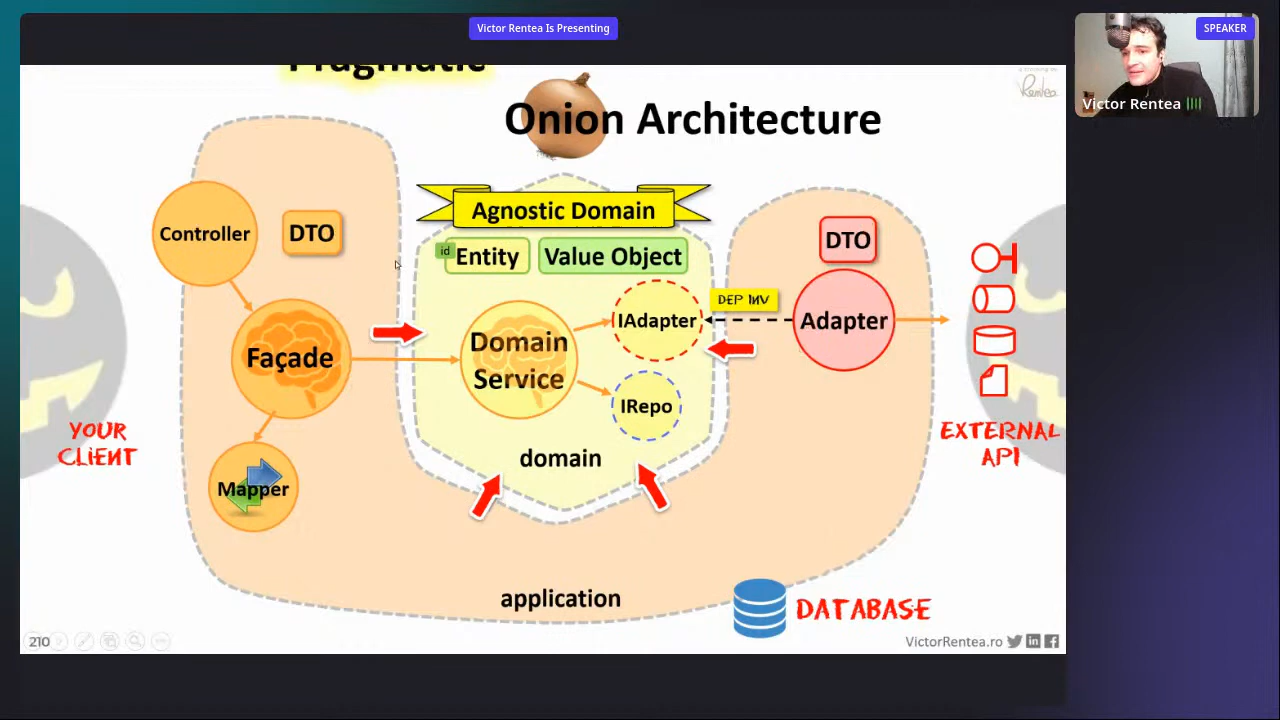 Victor Rentea Is Presenting
SPEAKER
Victor Rentea
Pragmatic
Rentea
Onion Architecture
Agnostic Domain
Controller
DTO
id
Entity
Value Object
DTO
DEP INV
IAdapter
Adapter
Façade
Domain
Service
IRepo
YOUR
CLIENT
EXTERNAL
API
domain
Mapper
application
DATABASE
210
VictorRentea.ro